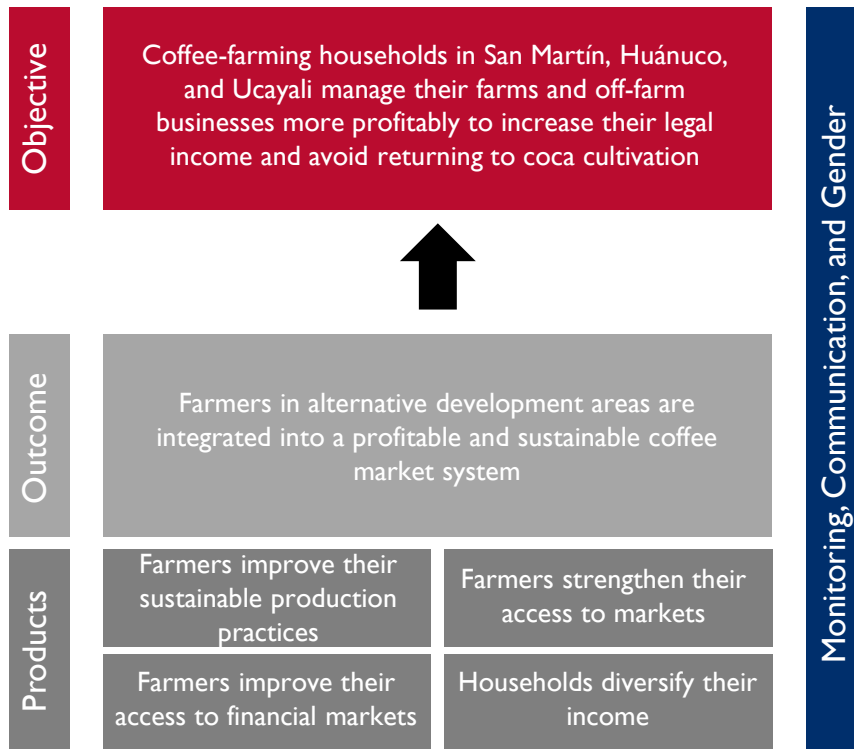 Objective
Coffee-farming households in San Martín, Huánuco,
and Ucayali manage their farms and off-farm
businesses more profitably to increase their legal
income and avoid returning to coca cultivation
Outcome
Farmers in alternative development areas are
integrated into a profitable and sustainable coffee
market system
Products
Farmers improve their
sustainable production
practices
Farmers strengthen their
access to markets
Farmers improve their
access to financial markets
Households diversify their
income
Monitoring, Communication, and Gender